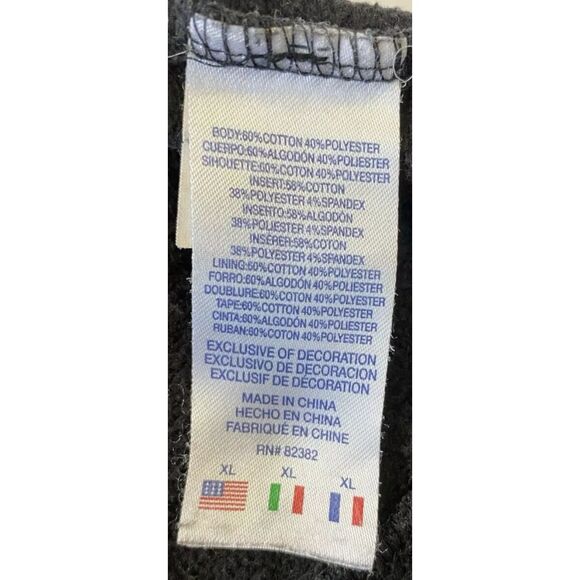 BODY:60%COTTON 40%POLYESTER
CUERPO:60%ALGODÓN 40%POLIESTER
SIHOUETTE:60%COTON 40%POLYESTER
INSERT:58%COTTON
38%POLYESTER 4%SPANDEX
INSERTO:58%ALGODÓN
38%POLIESTER 4%SPANDEX
INSÉRER:58%COTON
38%POLYESTER 4%SPANDEX
LINING:60%COTTON 40%POLYESTER
FORRO:60%ALGODÓN 40%POLIESTER
DOUBLURE:60%COTON 40%POLYESTER
TAPE:60%COTTON 40%POLYESTER
CINTA:60%ALGODÓN 40%POLIESTER
RUBAN:60%COTON 40%POLYESTER
EXCLUSIVE OF DECORATION
EXCLUSIVO DE DECORACION
EXCLUSIF DE DÉCORATION
MADE IN CHINA
HECHO EN CHINA
FABRIQUÉ EN CHINE
RN# 82382
XL XL XL